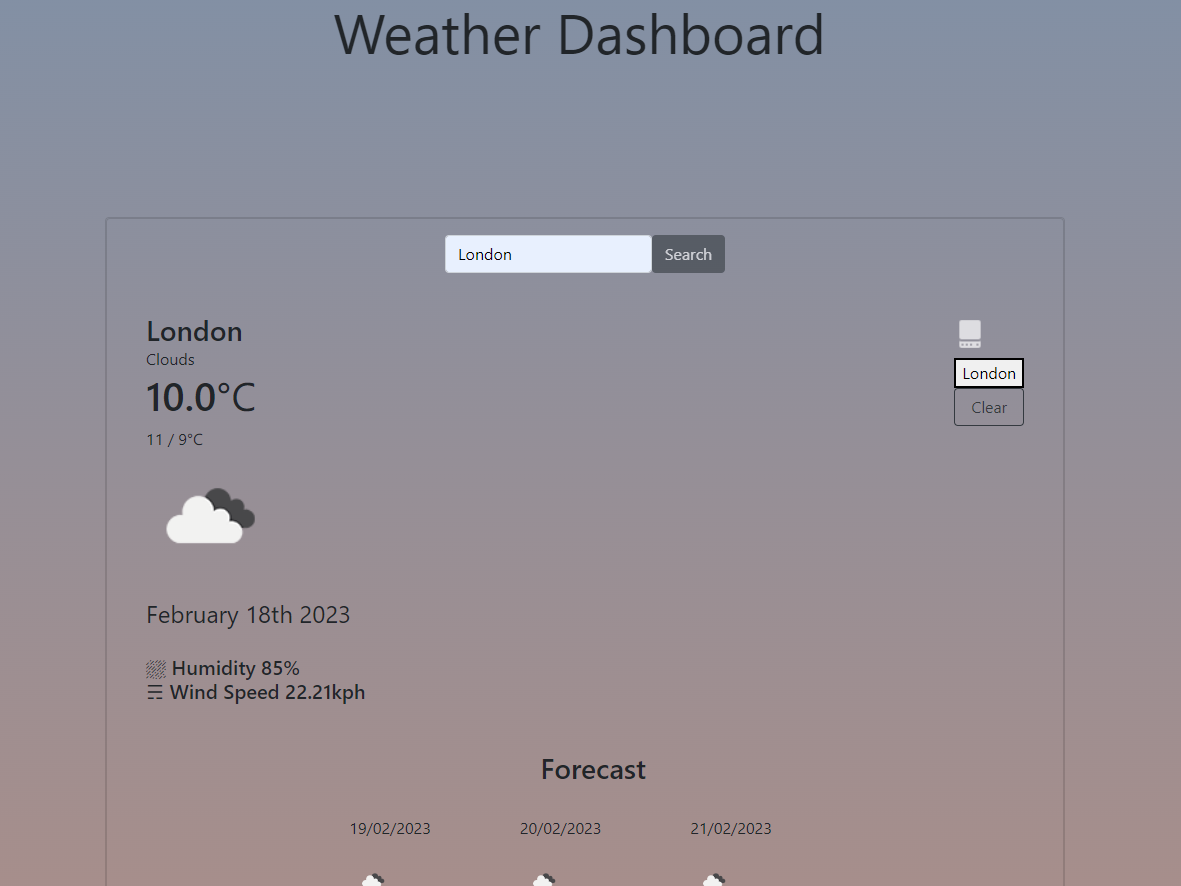 Weather Dashboard
London Search
London
Clouds
10.0°C
11 / 9°C
London
Clear
February 18th 2023
Humidity 85%
Wind Speed 22.21kph
Forecast
19/02/2023 20/02/2023 21/02/2023